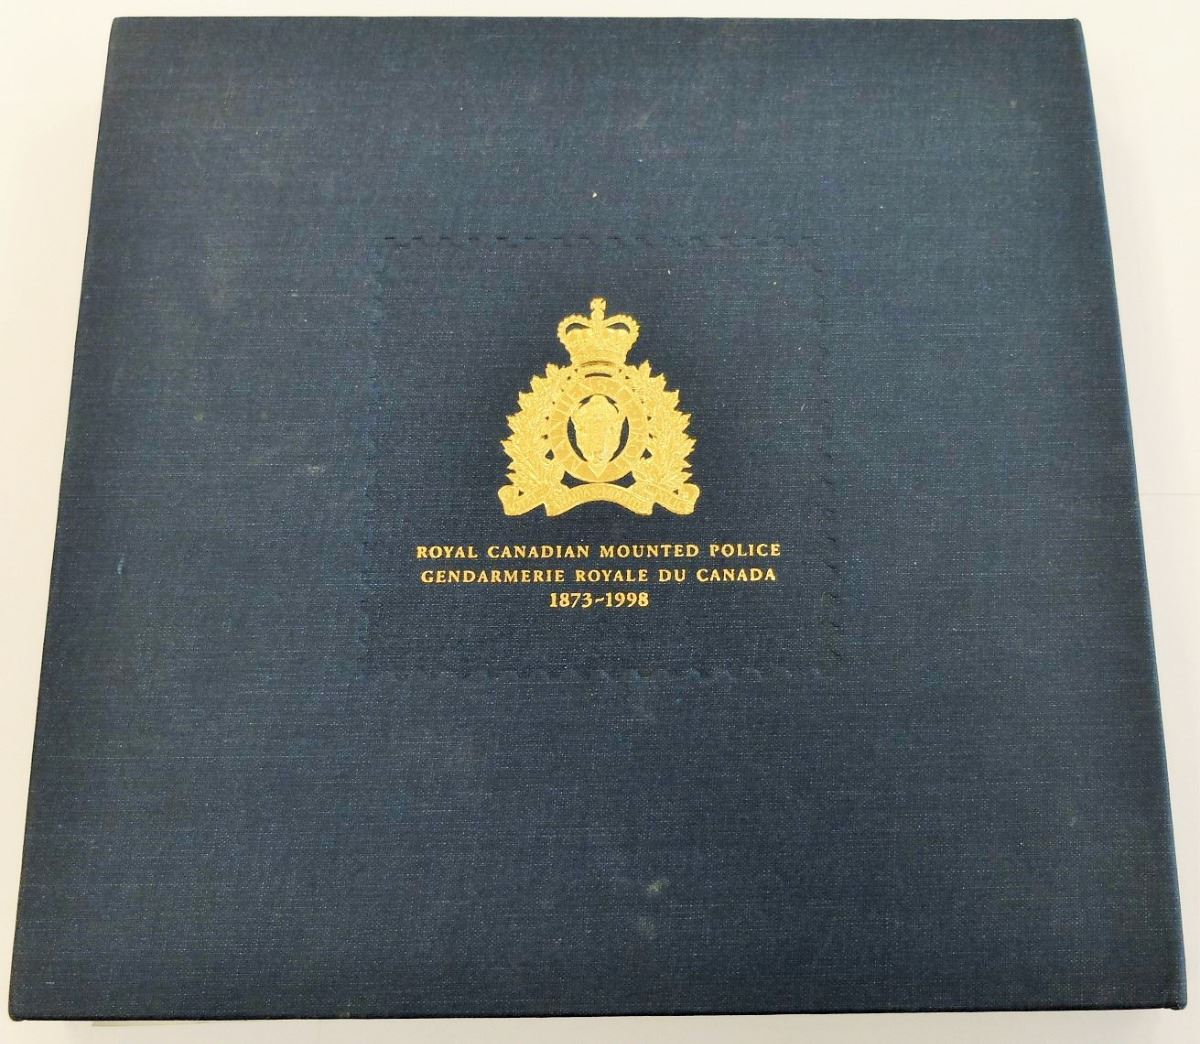 ROYAL CANADIAN MOUNTED POLICE
GENDARMERIE ROYALE DU CANADA
1873~1998